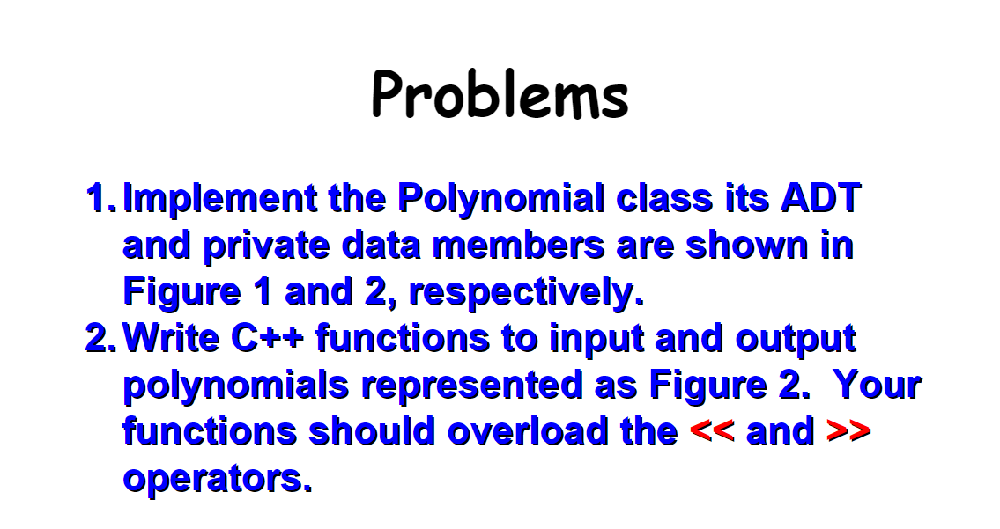 Problems
1. Implement the Polynomial class its ADT
and private data members are shown in
Figure 1 and 2, respectively.
2. Write C++ functions to input and output
polynomials represented as Figure 2.  Your
functions should overload the << and >>
operators.